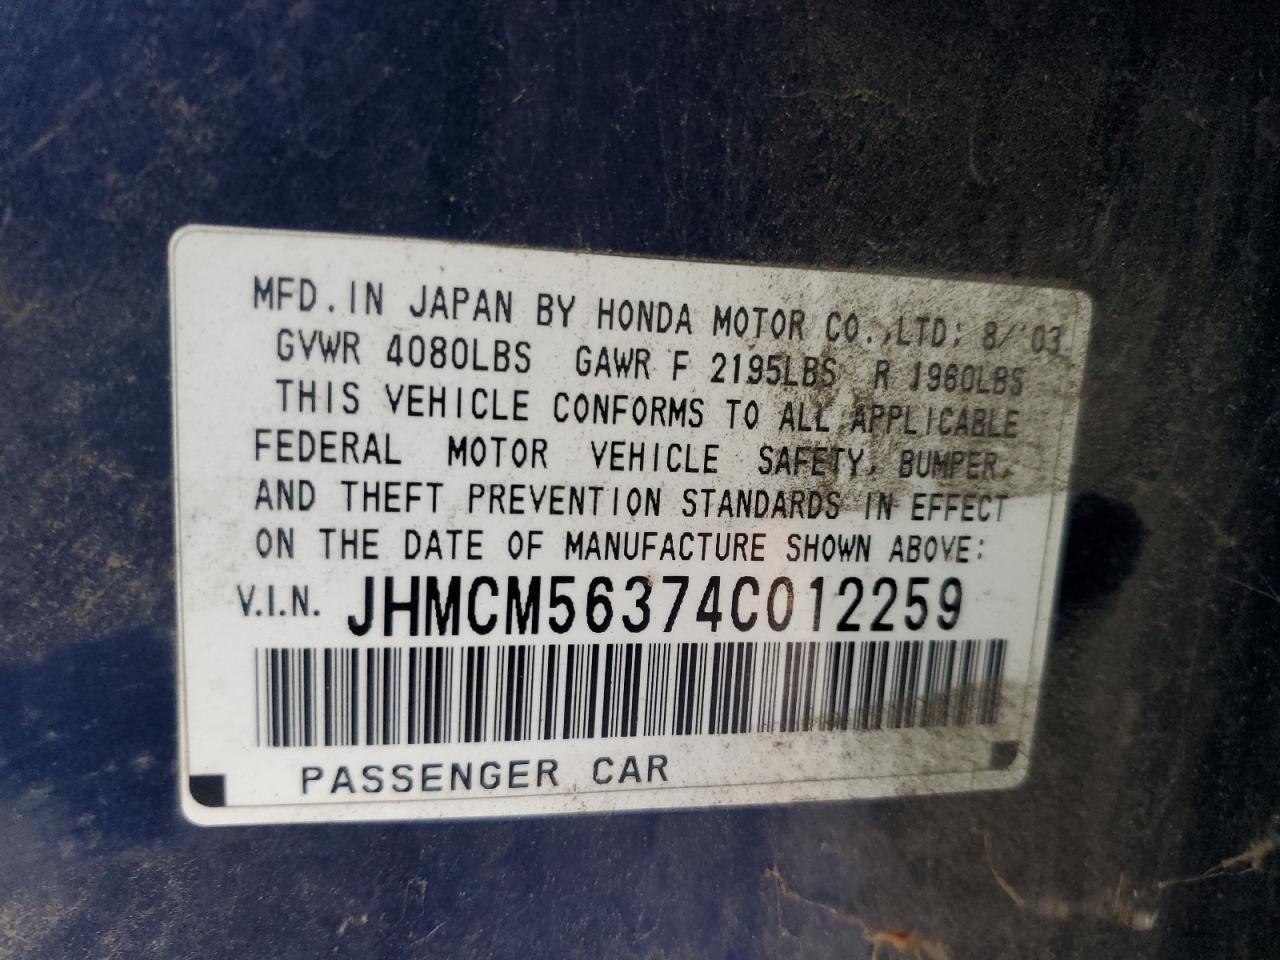 MFD. IN JAPAN BY HONDA MOTOR CO.,LTD; 8/'03
GVWR 4080LBS GAWR F 2195LBS R 1960LBS
THIS VEHICLE CONFORMS TO ALL APPLICABLE
FEDERAL MOTOR VEHICLE SAFETY, BUMPER,
AND THEFT PREVENTION STANDARDS IN EFFECT
ON THE DATE OF MANUFACTURE SHOWN ABOVE:
V.I.N. JHMCM56374C012259
PASSENGER CAR